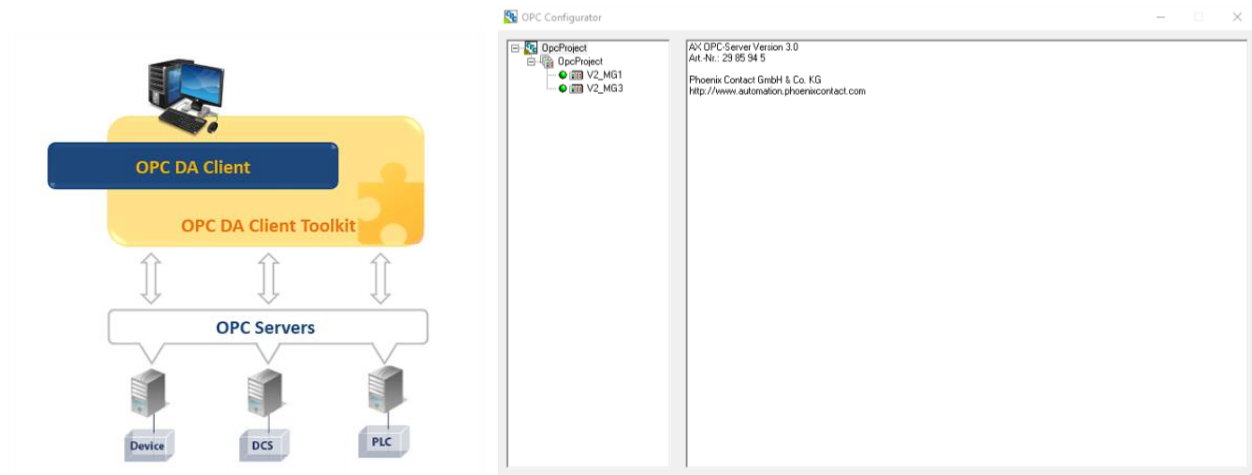 OPC DA Client
OPC DA Client Toolkit
OPC Servers
Device
DCS
PLC
OPC Configurator
OpcProject
OpcProject
V2_MG1
V2_MG3
AX OPC-Server Version 3.0
Art.-Nr.: 29 85 94 5
Phoenix Contact GmbH & Co. KG
http://www.automation.phoenixcontact.com